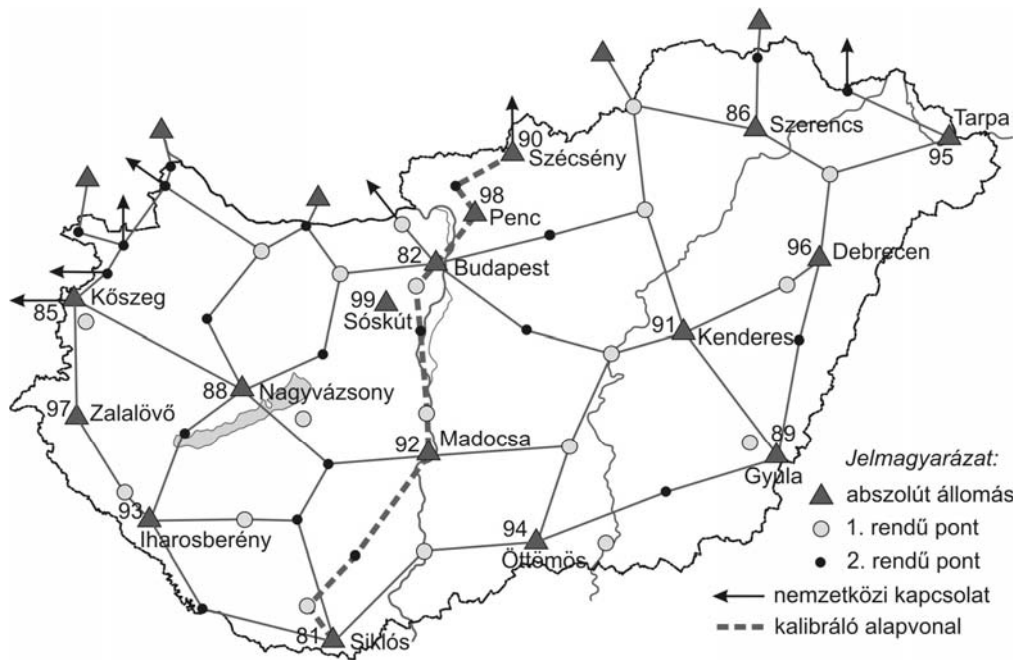 86
Szerencs
Tarpa
95
90
Szécsény
98
Penc
82
Budapest
96
Debrecen
85
Kőszeg
99
Sóskút
91
Kenderes
88
Nagyvázsony
97
Zalalövő
92
Madocsa
89
Gyula
93
Iharosberény
94
Öttömös
81
Siklós
Jelmagyarázat:
abszolút állomás
1. rendű pont
2. rendű pont
nemzetközi kapcsolat
kalibráló alapvonal